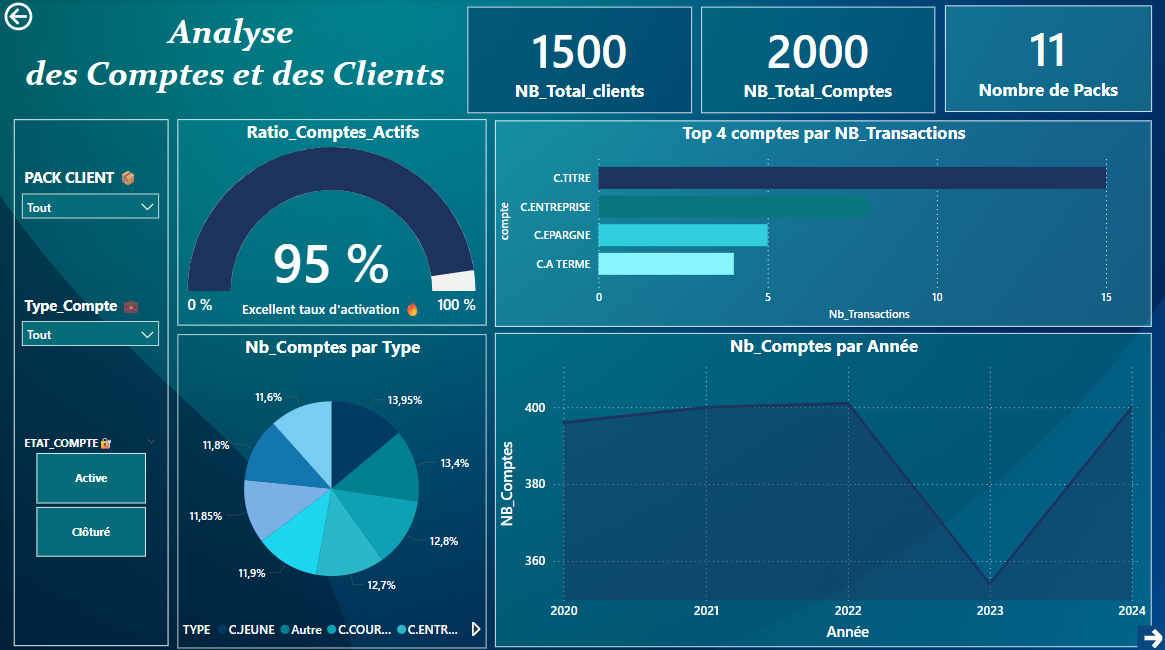 Analyse
des Comptes et des Clients
1500
NB_Total_clients
2000
NB_Total_Comptes
11
Nombre de Packs
PACK CLIENT
Tout
Type_Compte
Tout
ETAT_COMPTE
Active
Clôturé
Ratio_Comptes_Actifs
95 %
0 %
100 %
Excellent taux d'activation
Top 4 comptes par NB_Transactions
compte
C.TITRE
C.ENTREPRISE
C.EPARGNE
C.A TERME
0 5 10 15
Nb_Transactions
Nb_Comptes par Type
13,95%
13,4%
12,8%
12,7%
11,9%
11,85%
11,8%
11,6%
TYPE C.JEUNE Autre C.COUR... C.ENTR...
Nb_Comptes par Année
NB_Comptes
400
380
360
2020 2021 2022 2023 2024
Année